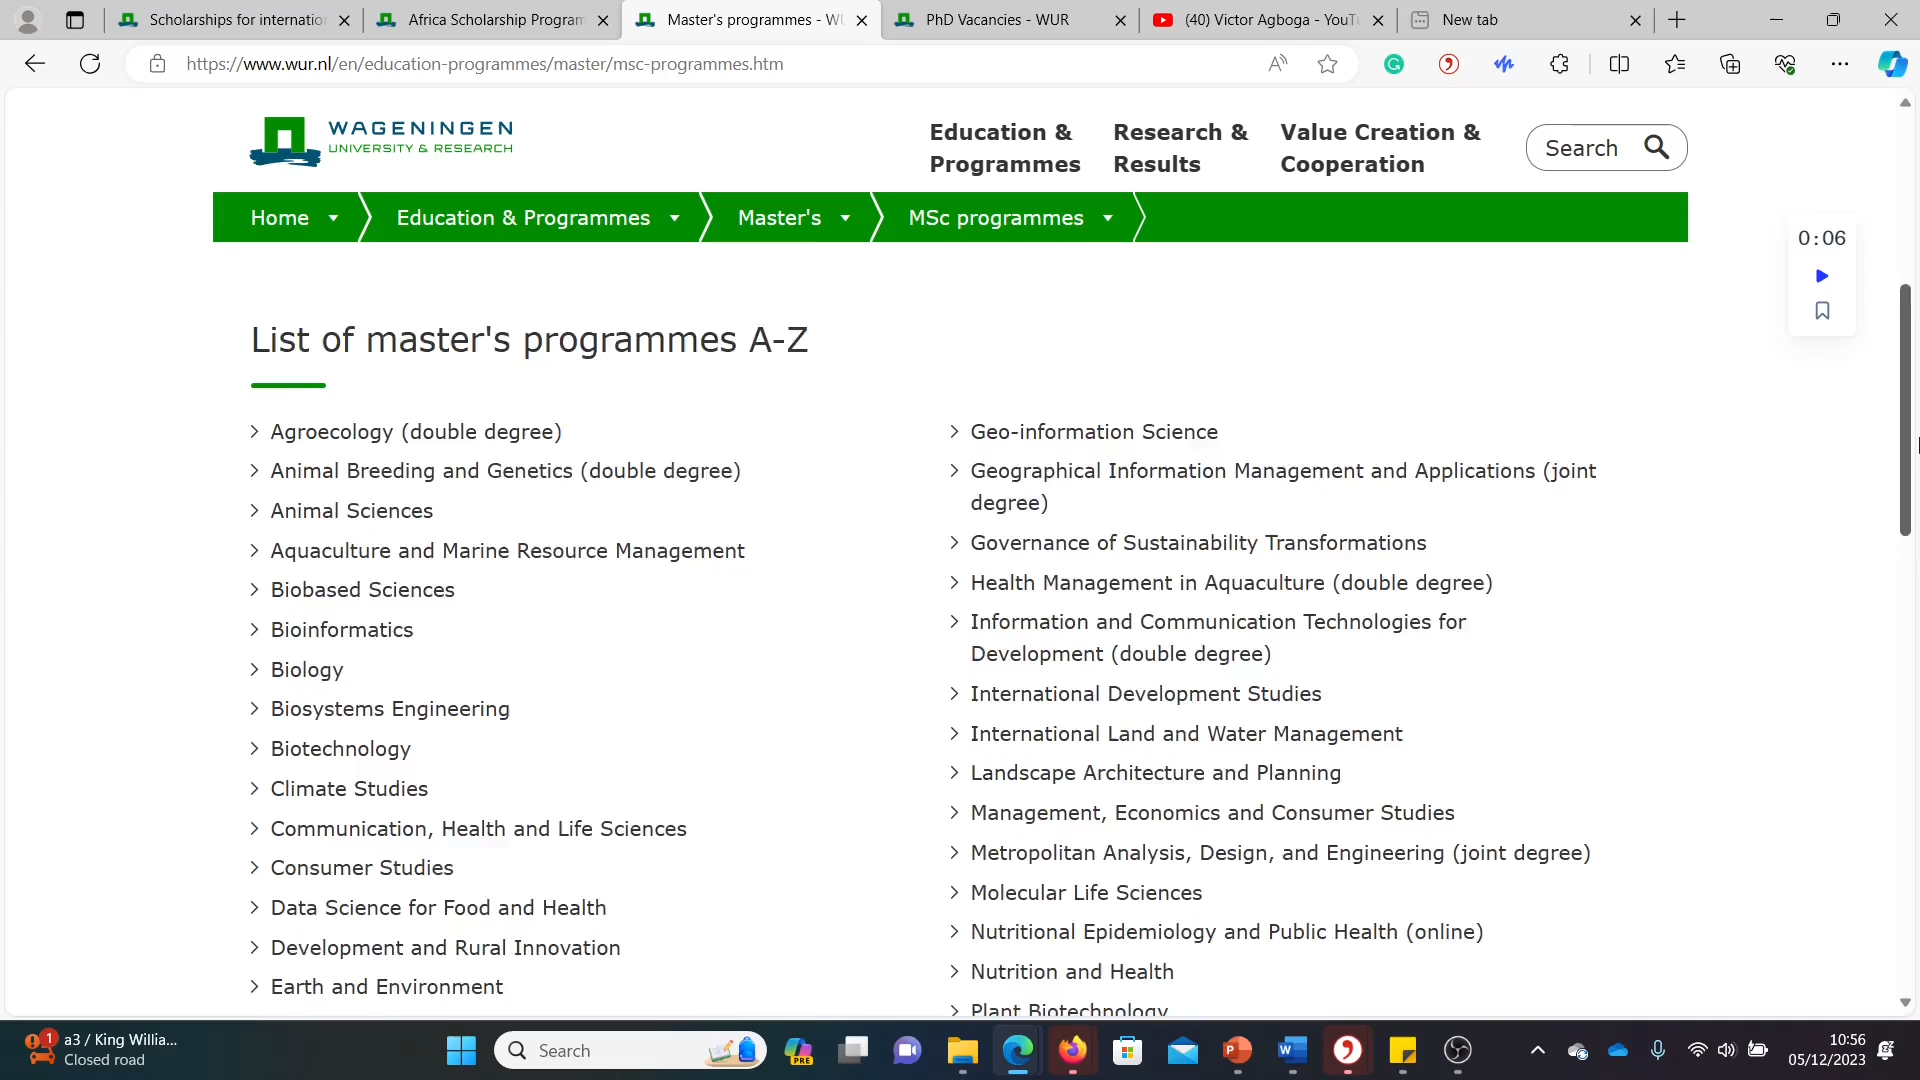 Scholarships for internatio
Africa Scholarship Program
Master's programmes - WU
PhD Vacancies - WUR
(40) Victor Agboga - YouTu
New tab
https://www.wur.nl/en/education-programmes/master/msc-programmes.htm
WAGENINGEN
UNIVERSITY & RESEARCH
Education &
Programmes
Research &
Results
Value Creation &
Cooperation
Search
Home
Education & Programmes
Master's
MSc programmes
0:06
List of master's programmes A-Z
Agroecology (double degree)
Animal Breeding and Genetics (double degree)
Animal Sciences
Aquaculture and Marine Resource Management
Biobased Sciences
Bioinformatics
Biology
Biosystems Engineering
Biotechnology
Climate Studies
Communication, Health and Life Sciences
Consumer Studies
Data Science for Food and Health
Development and Rural Innovation
Earth and Environment
Geo-information Science
Geographical Information Management and Applications (joint
degree)
Governance of Sustainability Transformations
Health Management in Aquaculture (double degree)
Information and Communication Technologies for
Development (double degree)
International Development Studies
International Land and Water Management
Landscape Architecture and Planning
Management, Economics and Consumer Studies
Metropolitan Analysis, Design, and Engineering (joint degree)
Molecular Life Sciences
Nutritional Epidemiology and Public Health (online)
Nutrition and Health
Plant Biotechnology
1
a3 / King Willia...
Closed road
Search
PRE
10:56
05/12/2023